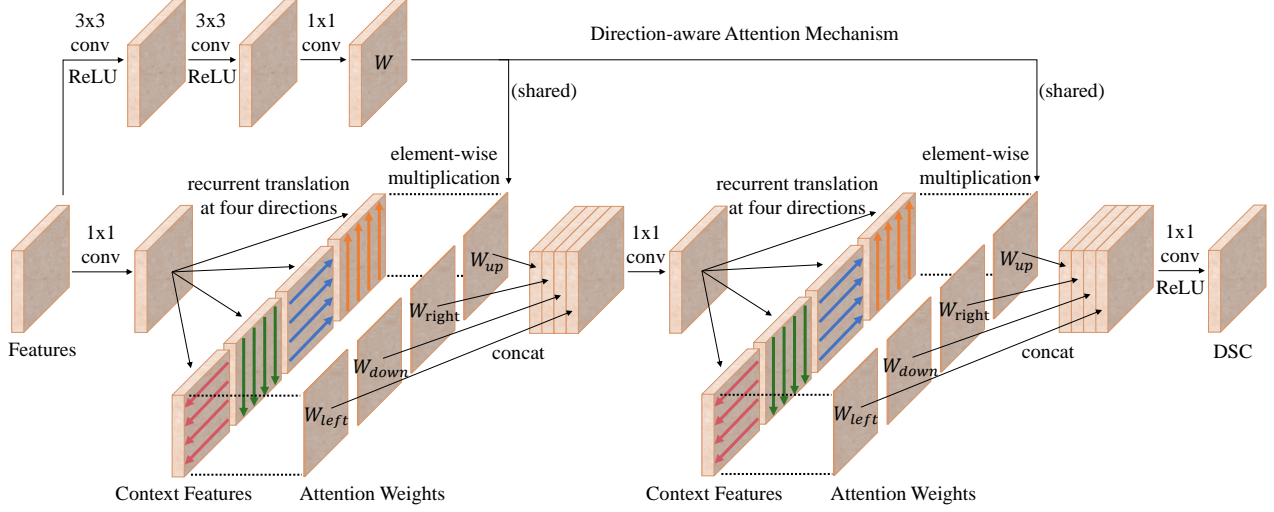 3x3
conv
ReLU
3x3
conv
ReLU
1x1
conv
W
Direction-aware Attention Mechanism
(shared)
(shared)
element-wise
multiplication
recurrent translation
at four directions
element-wise
multiplication
recurrent translation
at four directions
1x1
conv
Features
W_up
W_right
W_down
W_left
concat
1x1
conv
W_up
W_right
W_down
W_left
concat
1x1
conv
ReLU
DSC
Context Features
Attention Weights
Context Features
Attention Weights